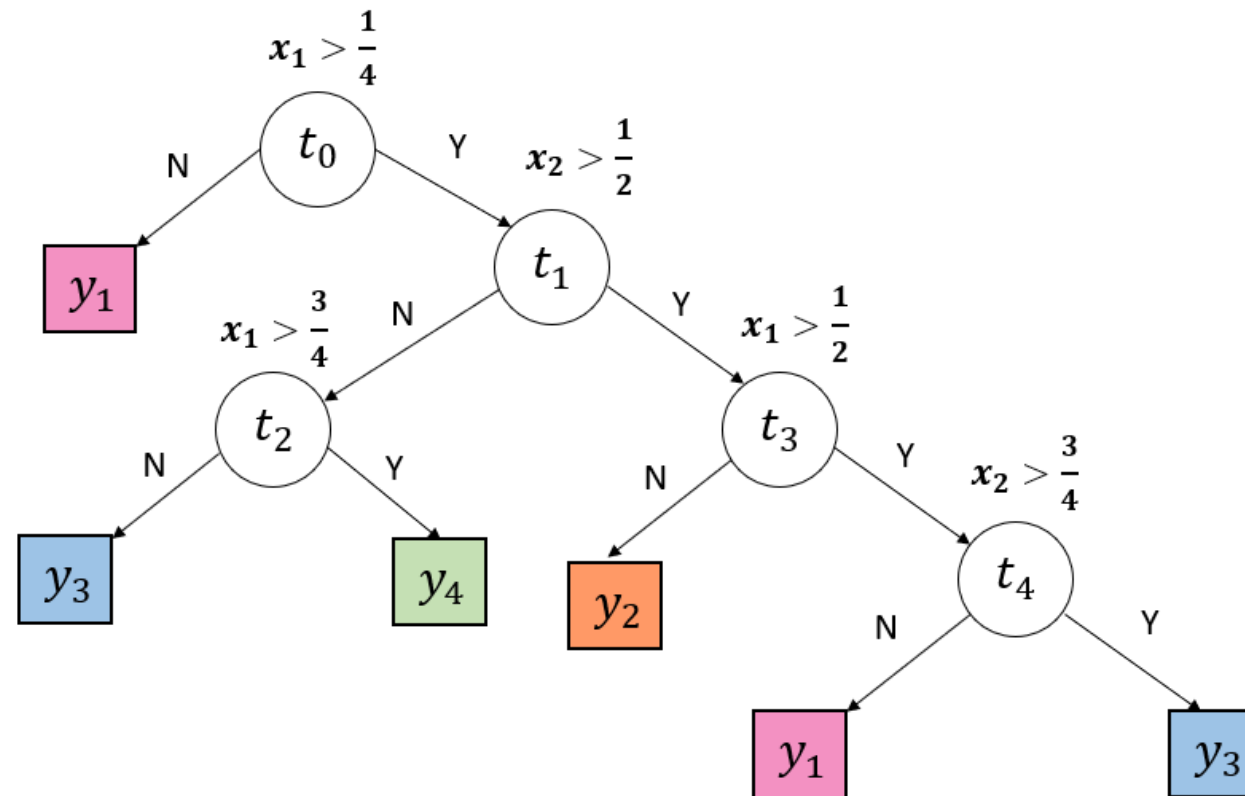 x₁ > 1/4
t₀
N
Y
x₂ > 1/2
y₁
t₁
x₁ > 3/4
N
Y
x₁ > 1/2
t₂
t₃
N
Y
N
Y
x₂ > 3/4
y₃
y₄
y₂
t₄
N
Y
y₁
y₃